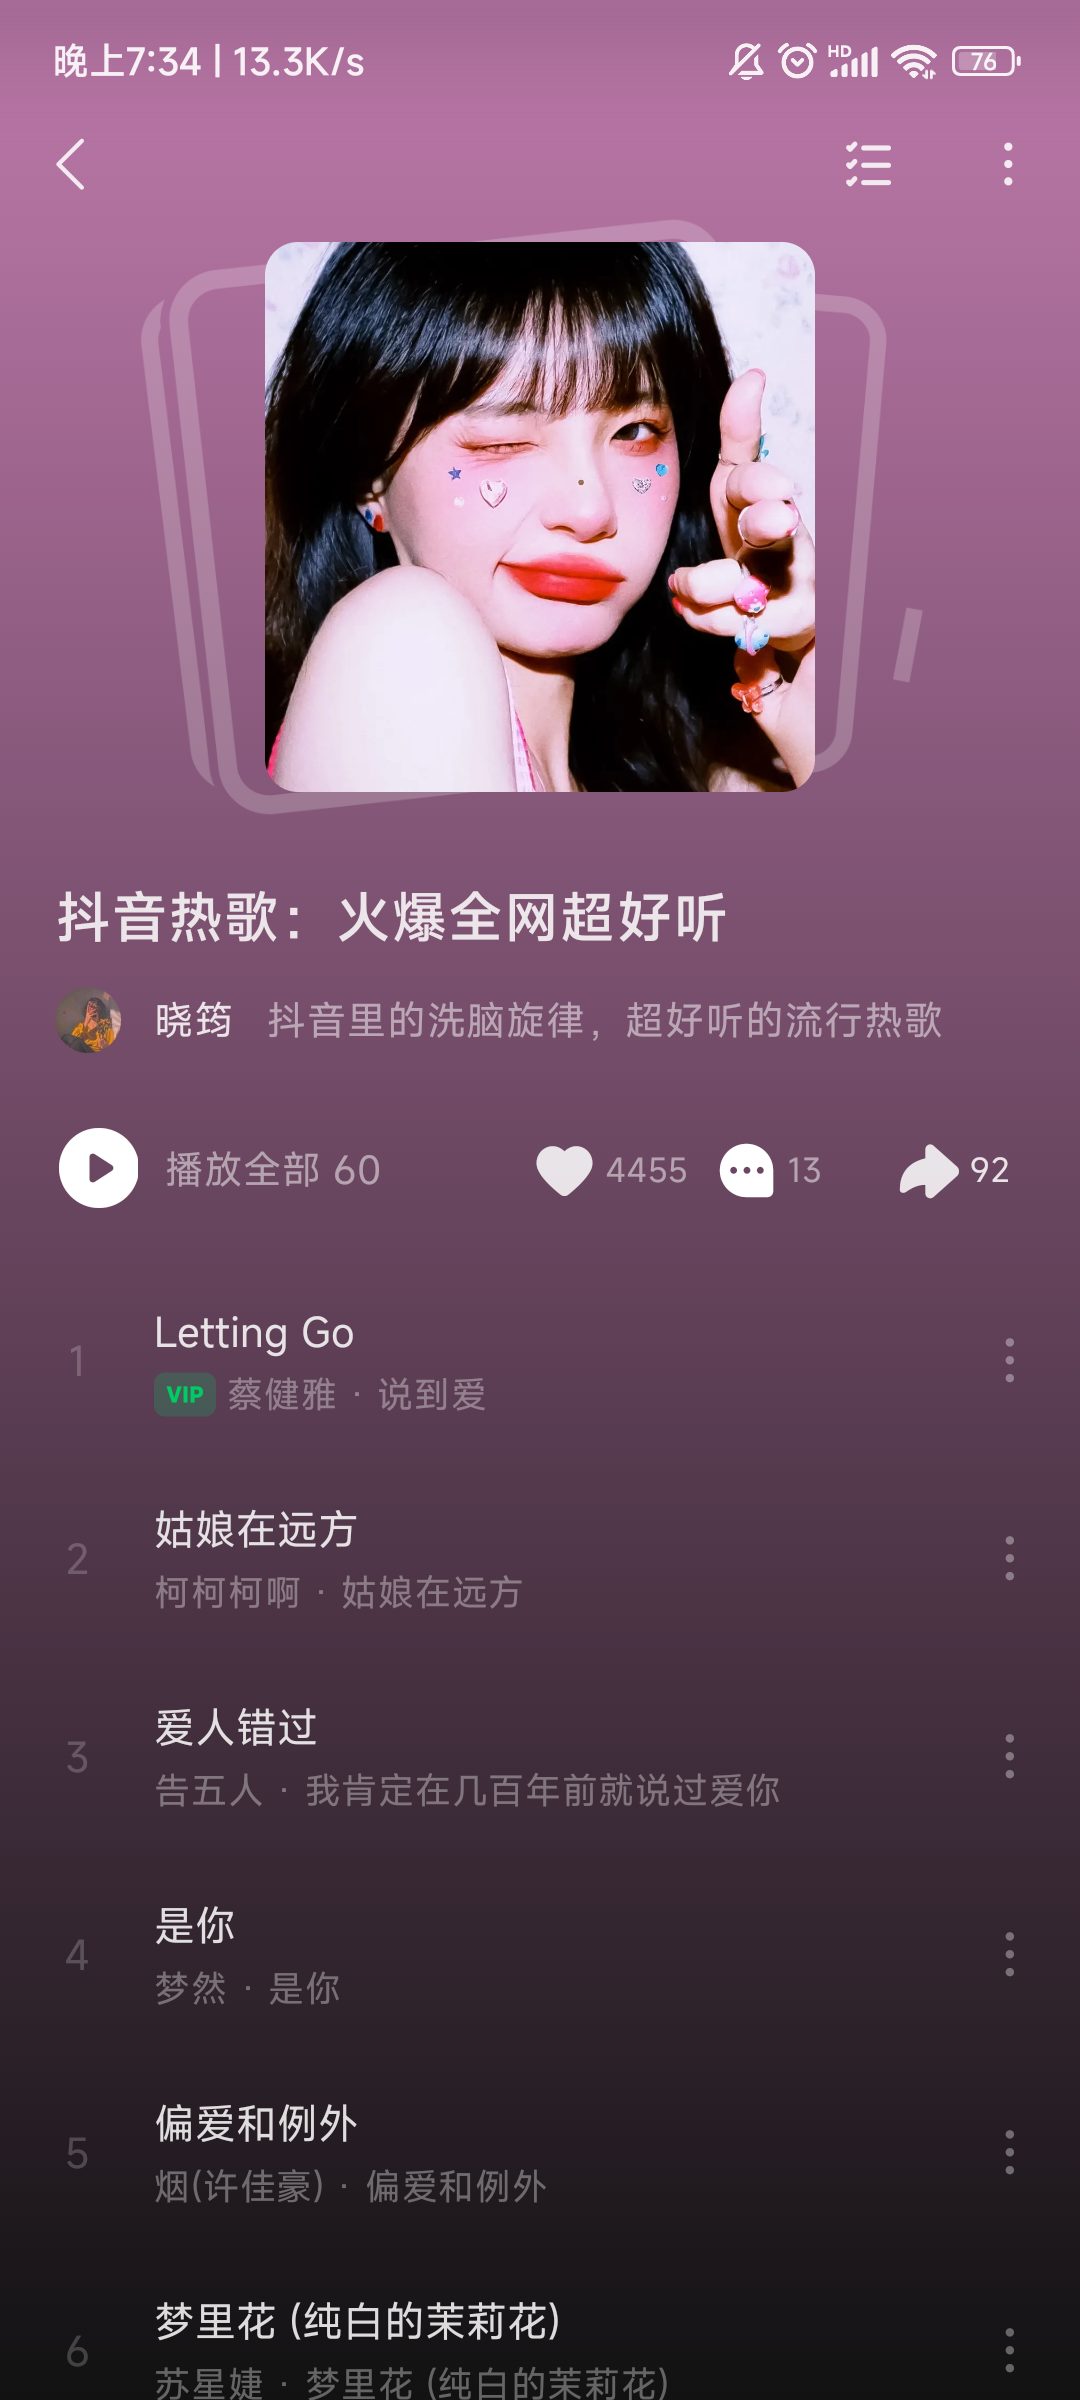 晚上7:34 | 13.3K/s HD 76
抖音热歌：火爆全网超好听
晓筠 抖音里的洗脑旋律，超好听的流行热歌
播放全部 60 4455 13 92
1 Letting Go
VIP 蔡健雅 · 说到爱
2 姑娘在远方
柯柯柯啊 · 姑娘在远方
3 爱人错过
告五人 · 我肯定在几百年前就说过爱你
4 是你
梦然 · 是你
5 偏爱和例外
烟(许佳豪) · 偏爱和例外
6 梦里花 (纯白的茉莉花)
苏星婕 · 梦里花 (纯白的茉莉花)